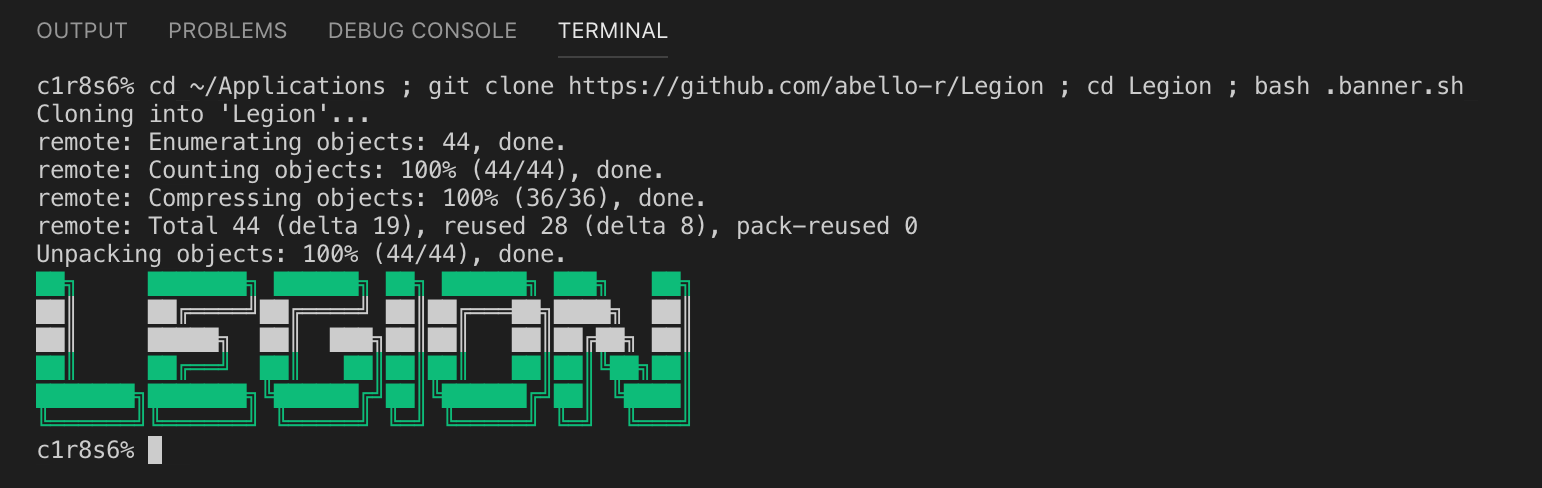 OUTPUT PROBLEMS DEBUG CONSOLE TERMINAL
c1r8s6% cd ~/Applications ; git clone https://github.com/abello-r/Legion ; cd Legion ; bash .banner.sh
Cloning into 'Legion'...
remote: Enumerating objects: 44, done.
remote: Counting objects: 100% (44/44), done.
remote: Compressing objects: 100% (36/36), done.
remote: Total 44 (delta 19), reused 28 (delta 8), pack-reused 0
Unpacking objects: 100% (44/44), done.
LEGION
c1r8s6%